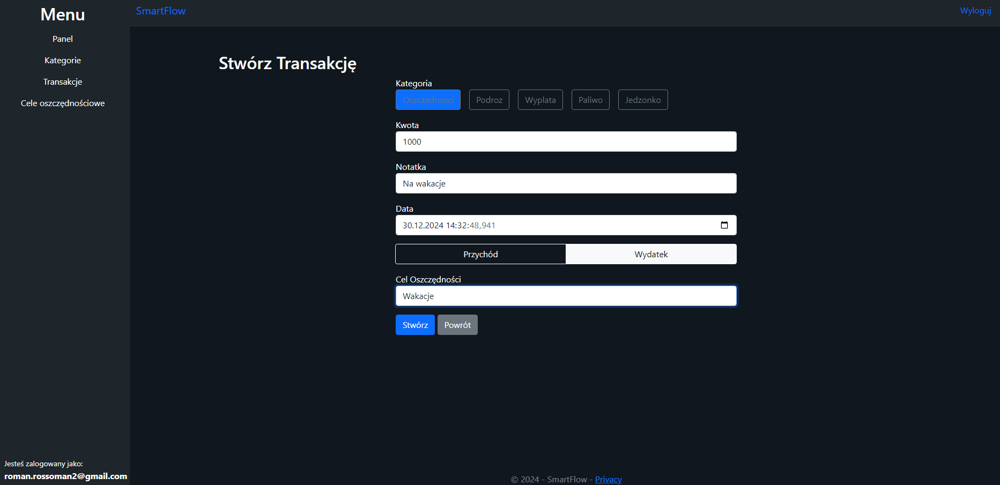 Menu
Panel
Kategorie
Transakcje
Cele oszczędnościowe
Jesteś zalogowany jako:
roman.rossoman2@gmail.com
SmartFlow
Wyloguj
Stwórz Transakcję
Kategoria
Oszczednosci Podroz Wyplata Paliwo Jedzonko
Kwota
1000
Notatka
Na wakacje
Data
30.12.2024 14:32:48,941
Przychód Wydatek
Cel Oszczędności
Wakacje
Stwórz Powrót
© 2024 - SmartFlow - Privacy